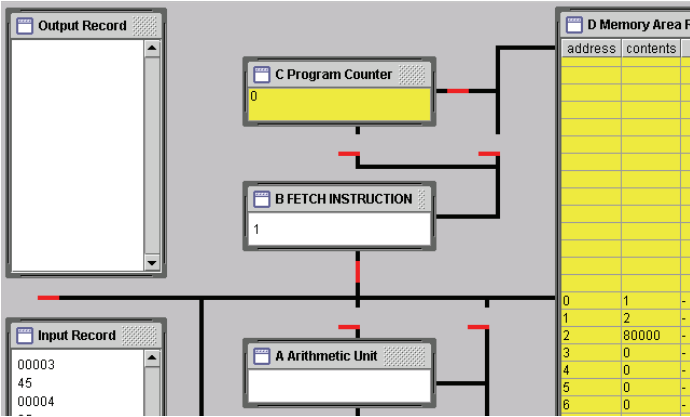 Output Record
C Program Counter
0
B FETCH INSTRUCTION
1
Input Record
00003
45
00004
A Arithmetic Unit
D Memory Area
address contents
0 1 -
1 2 -
2 80000 -
3 0 -
4 0 -
5 0 -
6 0 -